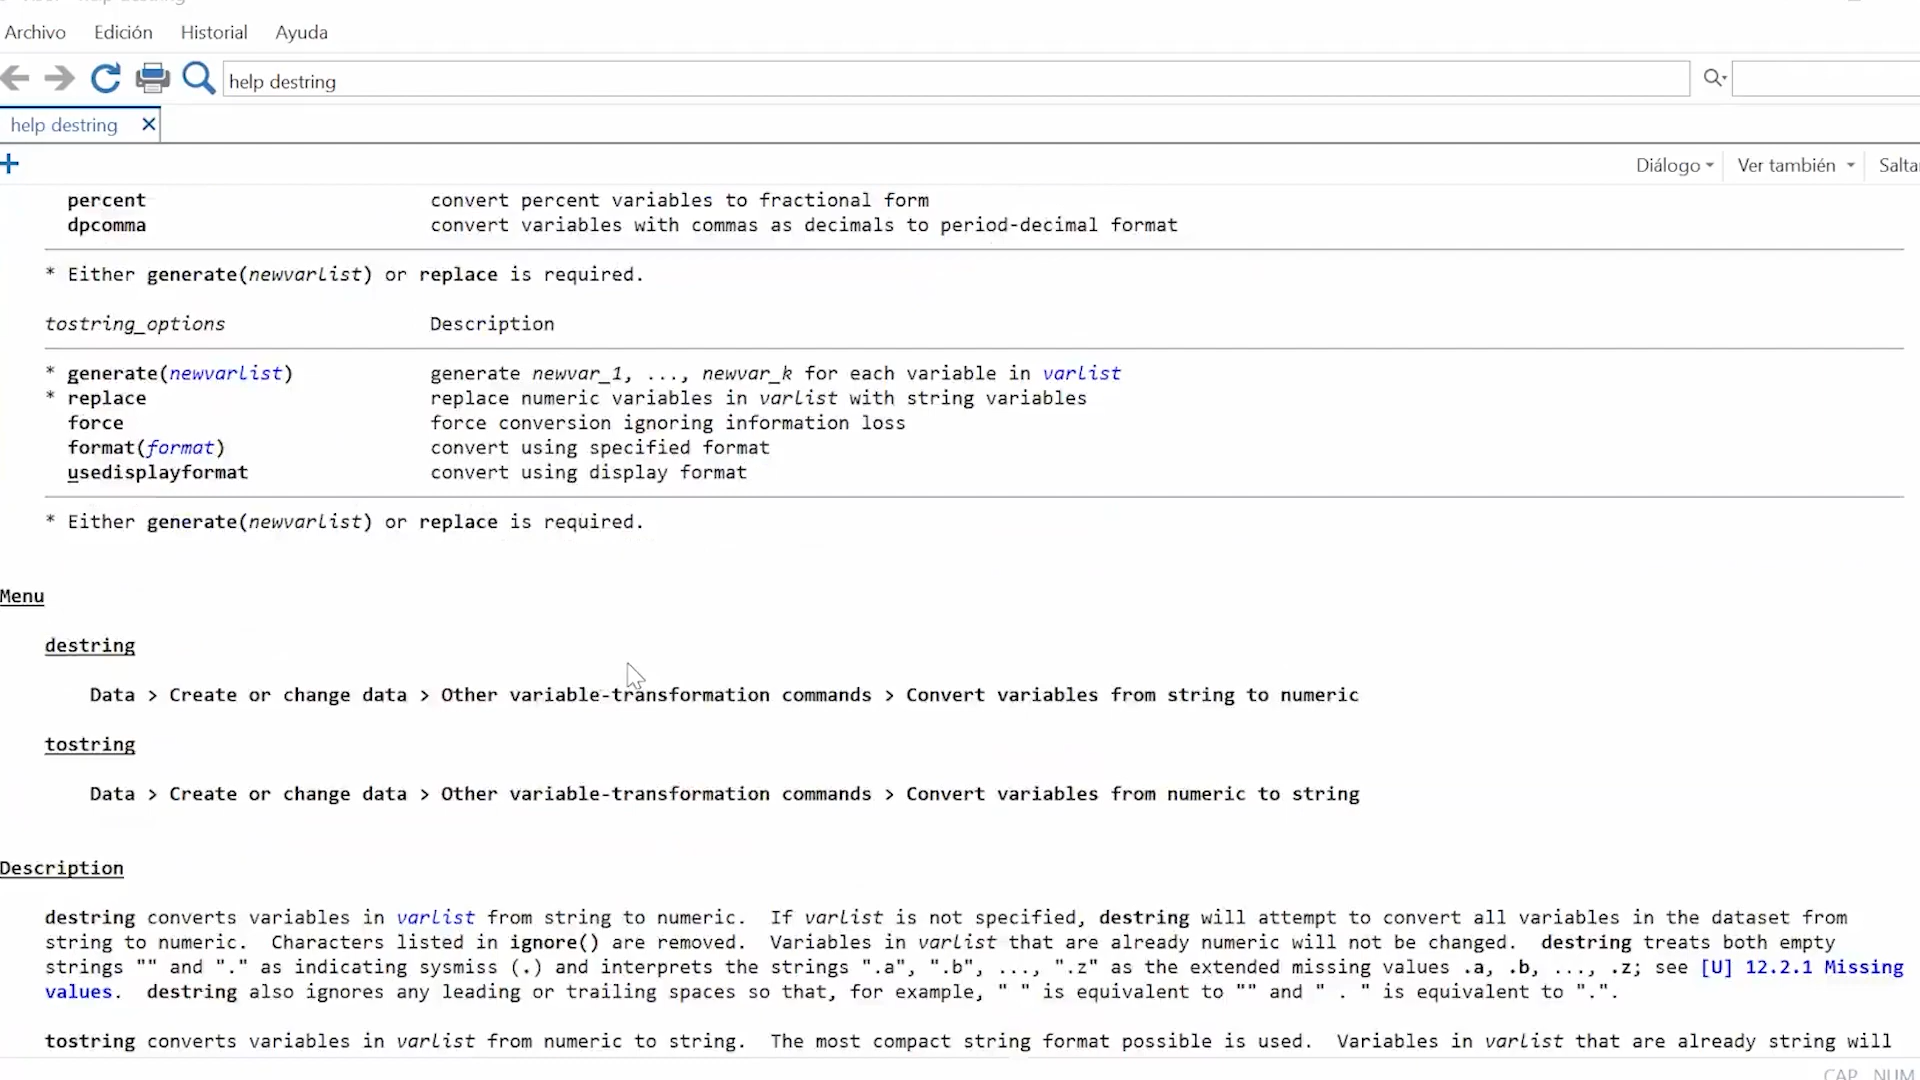 Archivo Edición Historial Ayuda
help destring
help destring
Diálogo Ver también
percent convert percent variables to fractional form
dpcomma convert variables with commas as decimals to period-decimal format
* Either generate(newvarlist) or replace is required.
tostring_options Description
* generate(newvarlist) generate newvar_1, ..., newvar_k for each variable in varlist
* replace replace numeric variables in varlist with string variables
force force conversion ignoring information loss
format(format) convert using specified format
usedisplayformat convert using display format
* Either generate(newvarlist) or replace is required.
Menu
destring
Data > Create or change data > Other variable-transformation commands > Convert variables from string to numeric
tostring
Data > Create or change data > Other variable-transformation commands > Convert variables from numeric to string
Description
destring converts variables in varlist from string to numeric. If varlist is not specified, destring will attempt to convert all variables in the dataset from
string to numeric. Characters listed in ignore() are removed. Variables in varlist that are already numeric will not be changed. destring treats both empty
strings "" and "." as indicating sysmiss (.) and interprets the strings ".a", ".b", ..., ".z" as the extended missing values .a, .b, ..., .z; see [U] 12.2.1 Missing
values. destring also ignores any leading or trailing spaces so that, for example, " " is equivalent to "" and " . " is equivalent to ".".
tostring converts variables in varlist from numeric to string. The most compact string format possible is used. Variables in varlist that are already string will
CAP NUM